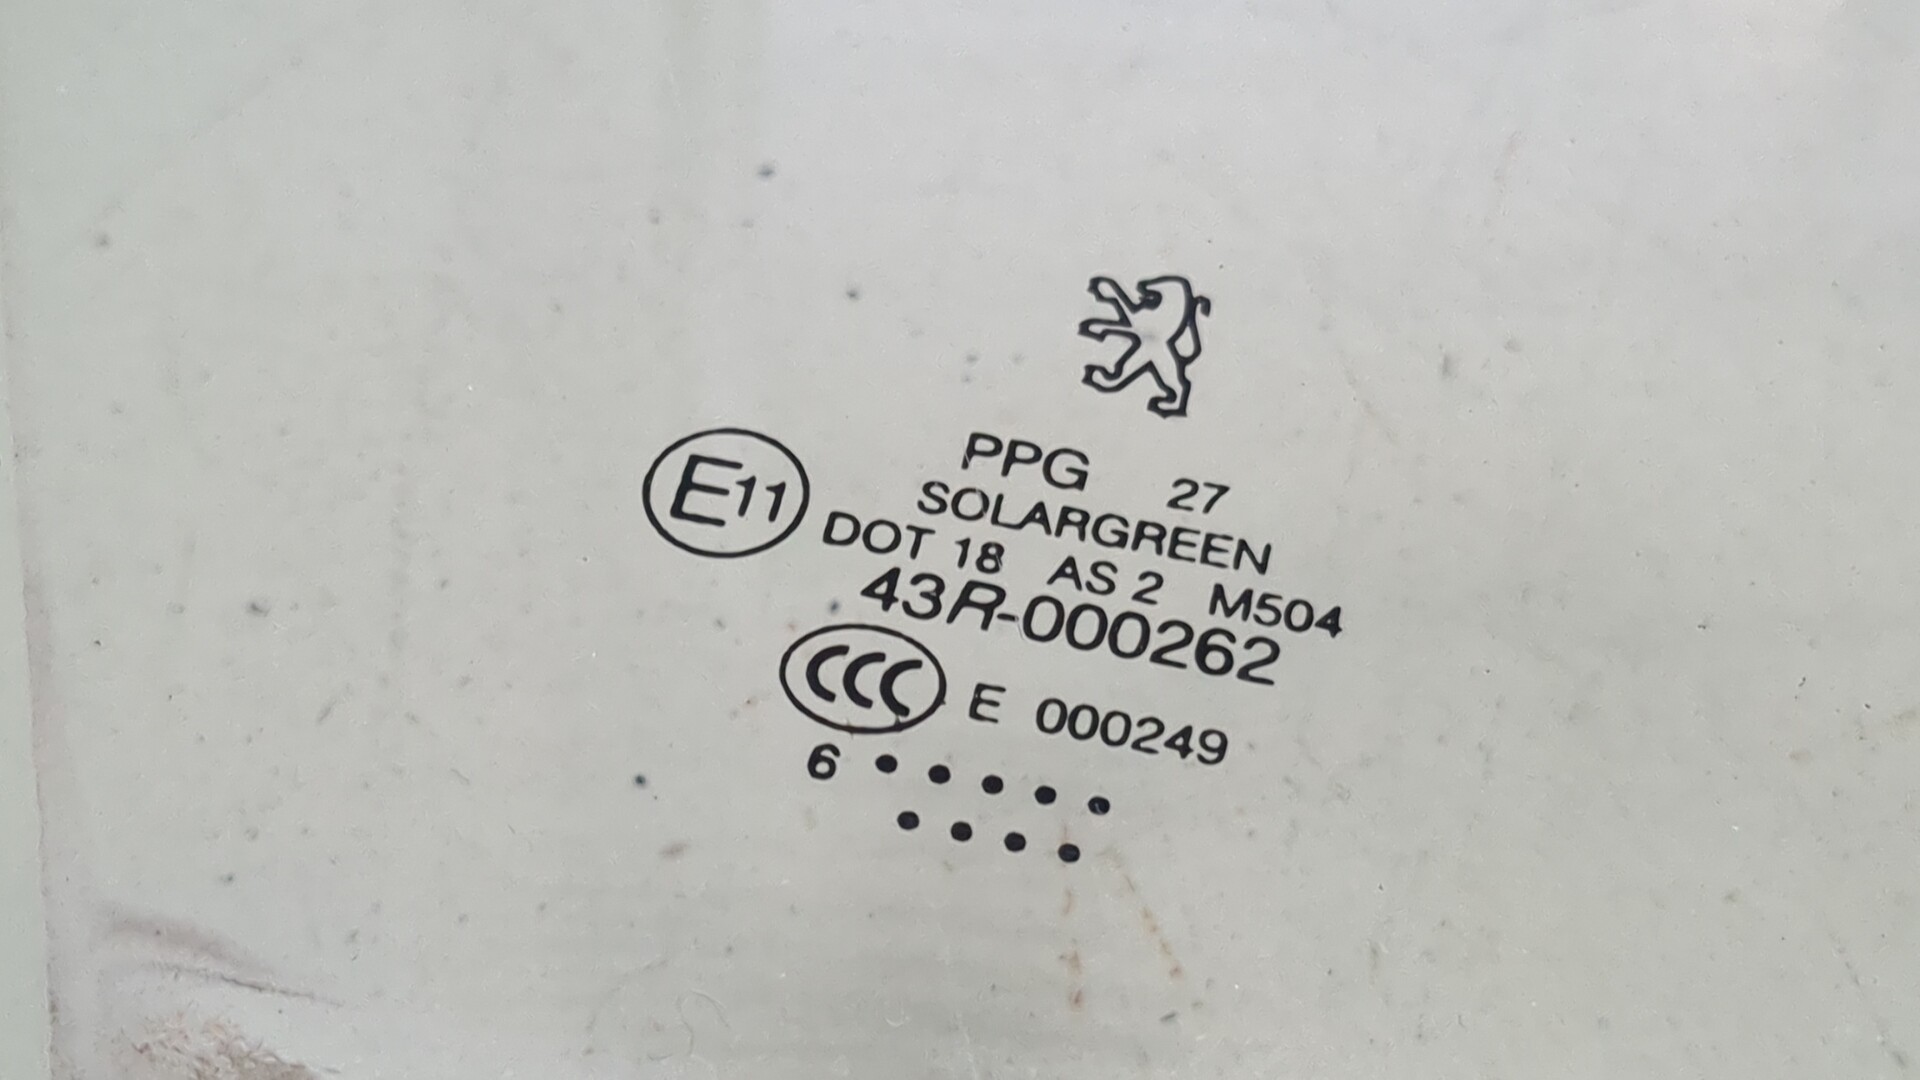 PPG 27
E11
SOLARGREEN
DOT 18 AS 2 M504
43R-000262
CCC E 000249
6 • • • • •
• • • •